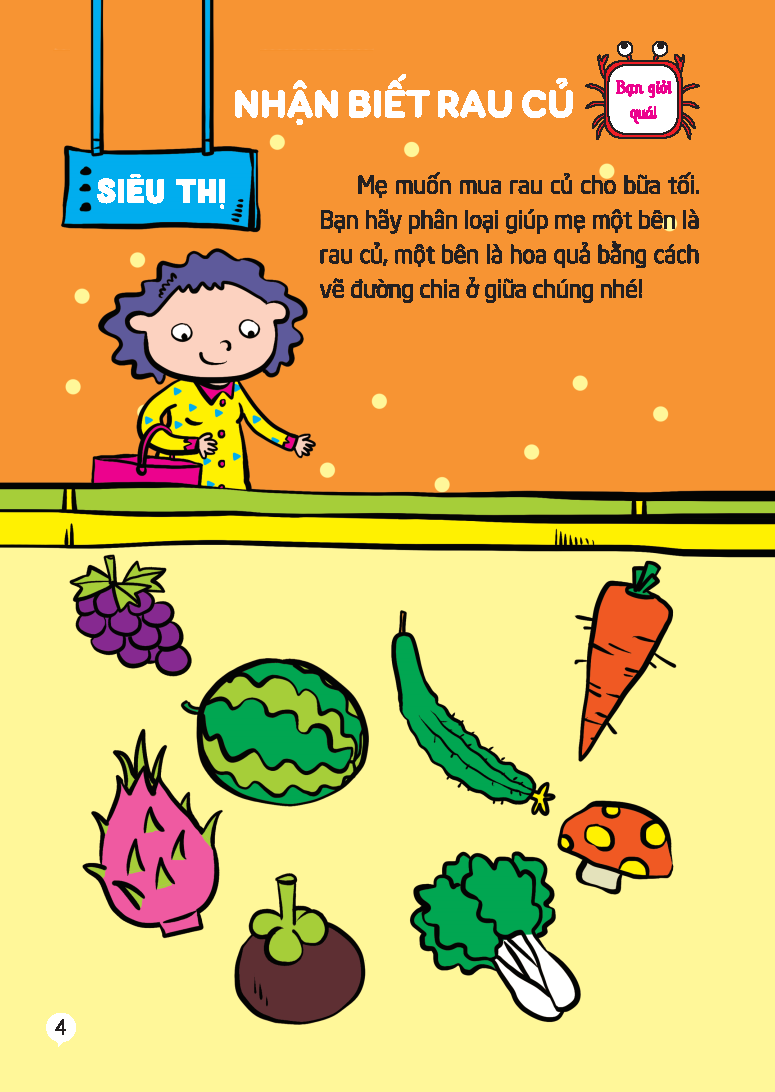 NHẬN BIẾT RAU CỦ
Bạn giỏi
quá!
SIÊU THỊ
Mẹ muốn mua rau củ cho bữa tối.
Bạn hãy phân loại giúp mẹ một bên là
rau củ, một bên là hoa quả bằng cách
vẽ đường chia ở giữa chúng nhé!
4